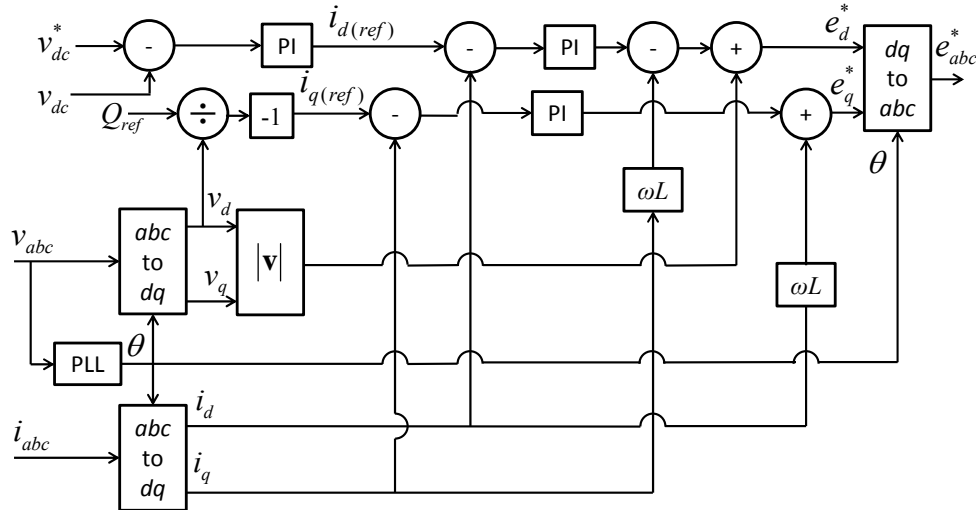 v*dc
-
PI
id(ref)
-
PI
-
+
e*d
dq
to
abc
e*abc
vdc
Qref
÷
-1
iq(ref)
-
PI
+
e*q
θ
ωL
vd
vabc
abc
to
dq
|v|
vq
ωL
PLL
θ
id
iabc
abc
to
dq
iq